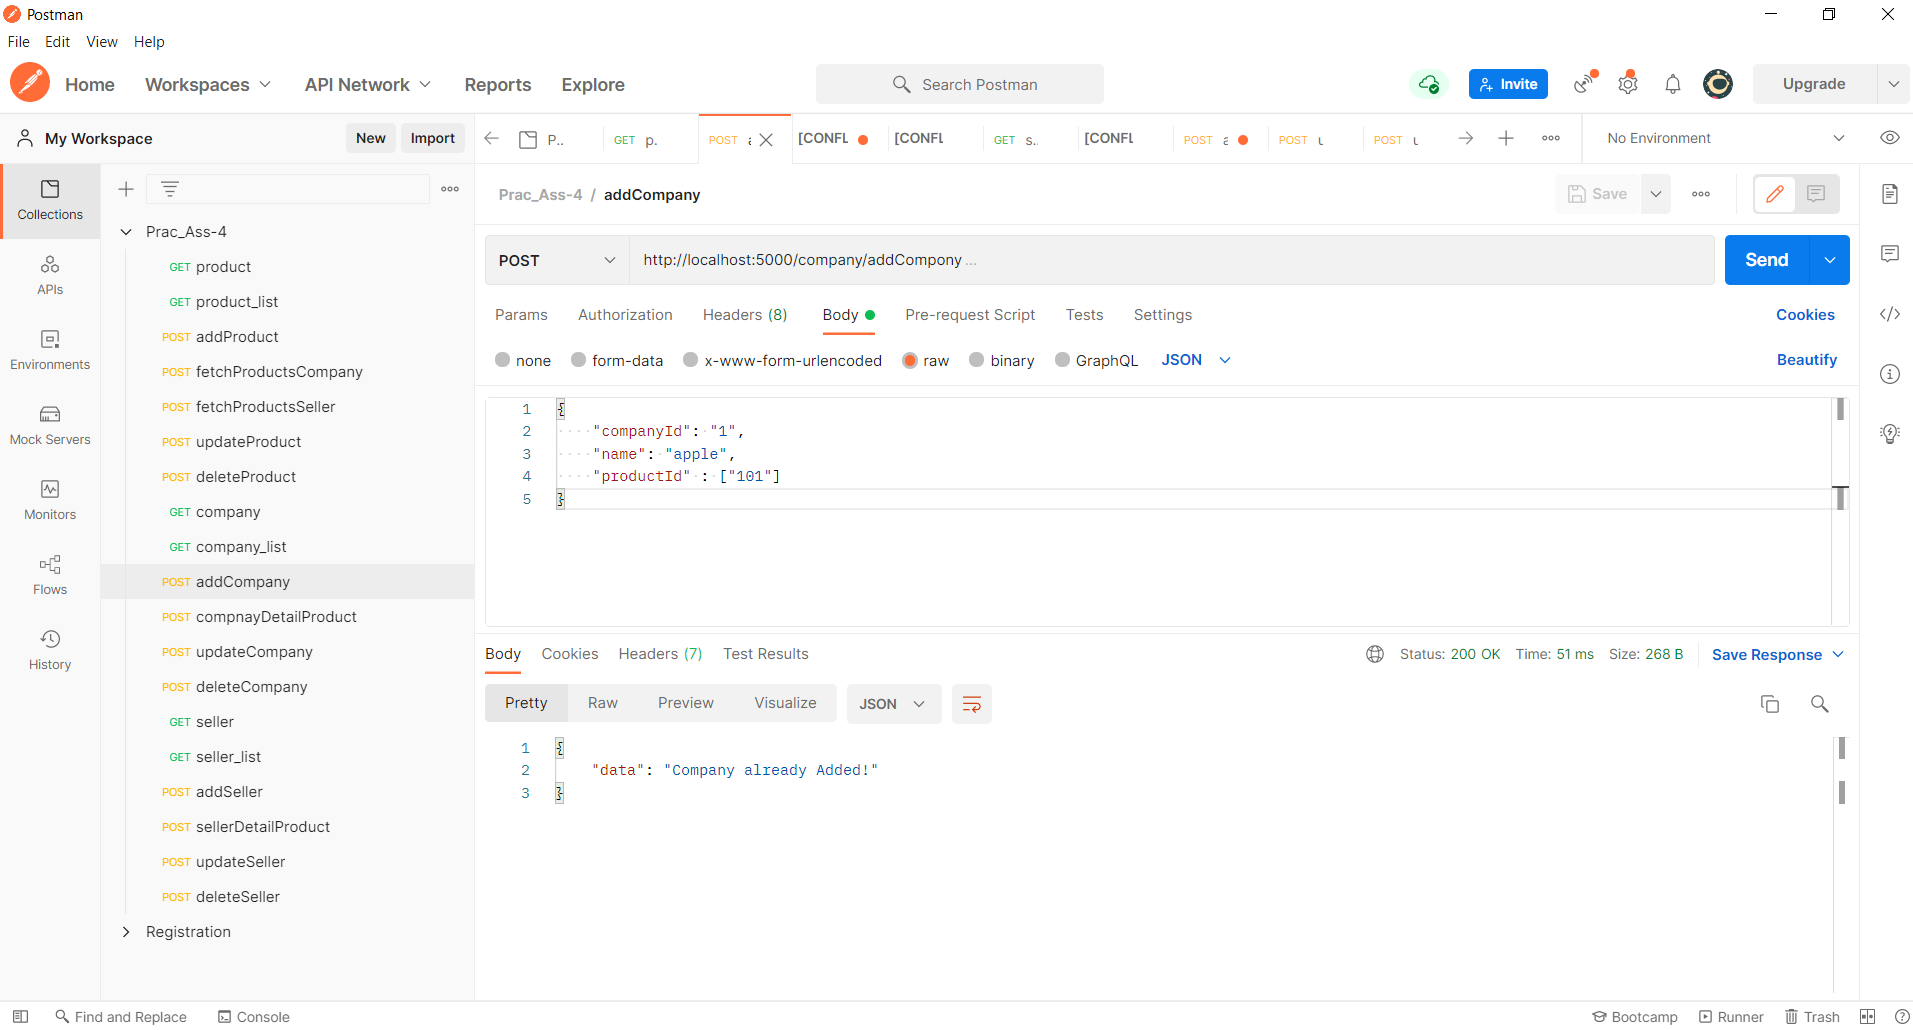 Postman
File Edit View Help
Home Workspaces API Network Reports Explore Search Postman Invite Upgrade
My Workspace New Import P.. GET p. POST [CONFL [CONFL GET s.. [CONFL POST POST POST No Environment
Collections
APIs
Environments
Mock Servers
Monitors
Flows
History
Prac_Ass-4
GET product
GET product_list
POST addProduct
POST fetchProductsCompany
POST fetchProductsSeller
POST updateProduct
POST deleteProduct
GET company
GET company_list
POST addCompany
POST compnayDetailProduct
POST updateCompany
POST deleteCompany
GET seller
GET seller_list
POST addSeller
POST sellerDetailProduct
POST updateSeller
POST deleteSeller
Registration
Prac_Ass-4 / addCompany Save
POST http://localhost:5000/company/addCompony ... Send
Params Authorization Headers (8) Body Pre-request Script Tests Settings Cookies
none form-data x-www-form-urlencoded raw binary GraphQL JSON Beautify
1 {
2 "companyId": "1",
3 "name": "apple",
4 "productId" : ["101"]
5 }
Body Cookies Headers (7) Test Results Status: 200 OK Time: 51 ms Size: 268 B Save Response
Pretty Raw Preview Visualize JSON
1 {
2 "data": "Company already Added!"
3 }
Find and Replace Console Bootcamp Runner Trash